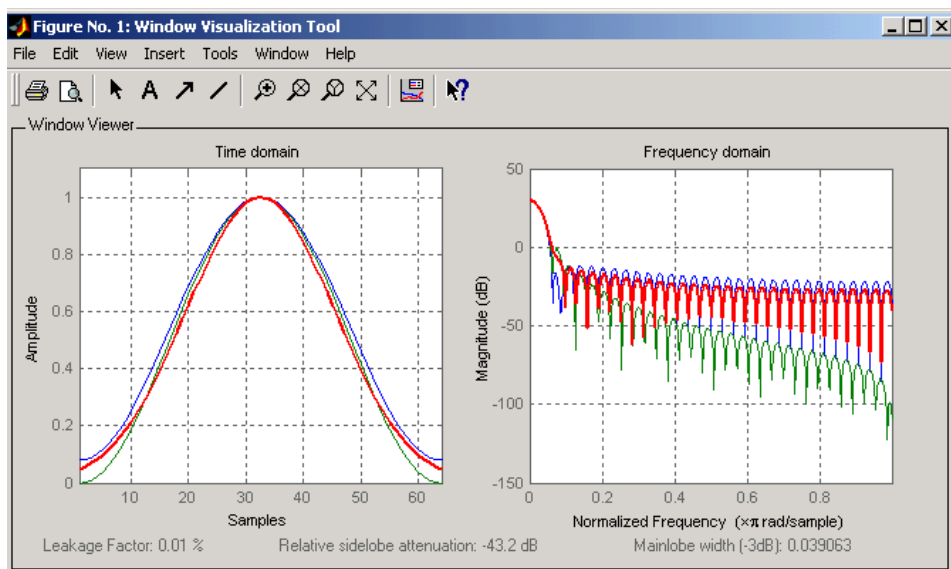 Figure No. 1: Window Visualization Tool
File Edit View Insert Tools Window Help
A
Window Viewer
Time domain
Frequency domain
1
0.8
0.6
0.4
0.2
0
Amplitude
10 20 30 40 50 60
Samples
50
0
-50
-100
-150
Magnitude (dB)
0 0.2 0.4 0.6 0.8
Normalized Frequency (×π rad/sample)
Leakage Factor: 0.01 %
Relative sidelobe attenuation: -43.2 dB
Mainlobe width (-3dB): 0.039063